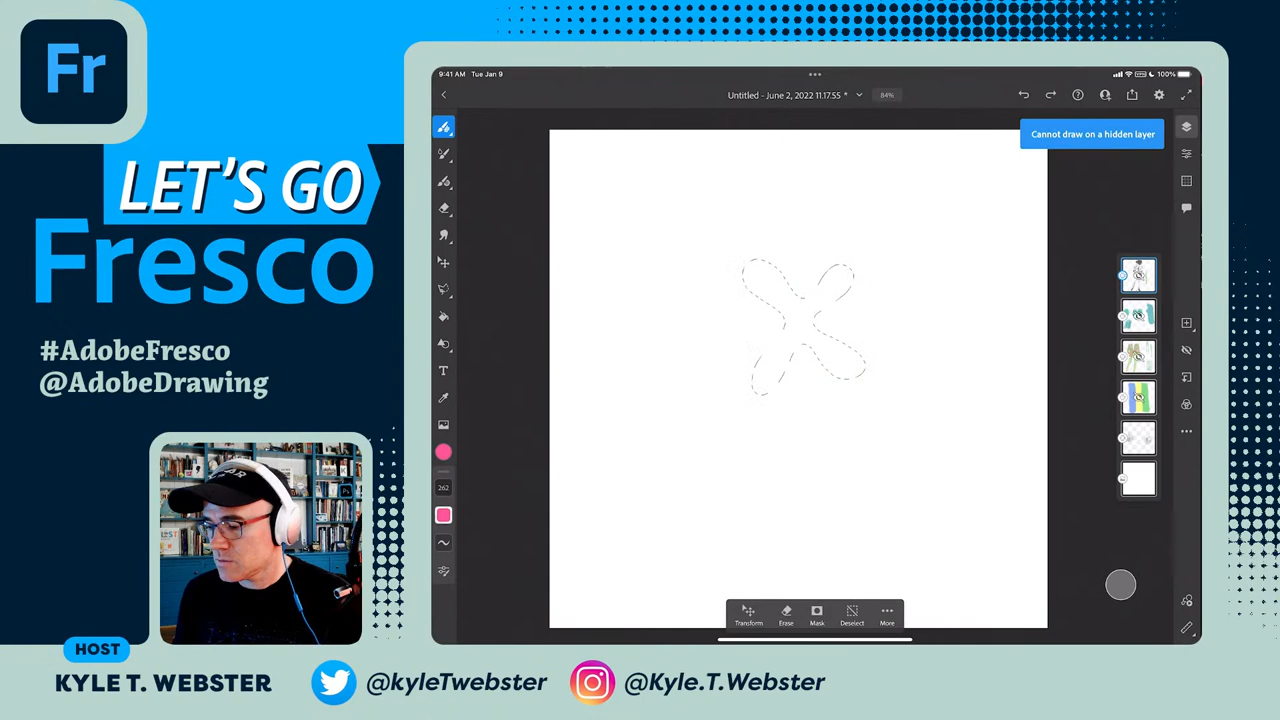 Fr
LET'S GO
Fresco
#AdobeFresco
@AdobeDrawing
HOST
KYLE T. WEBSTER
@kyleTwebster
@Kyle.T.Webster
9:41 AM Tue Jan 9
100%
Untitled - June 2, 2022 11.17.55 *
84%
Cannot draw on a hidden layer
T
262
Transform
Erase
Mask
Deselect
More
Ps